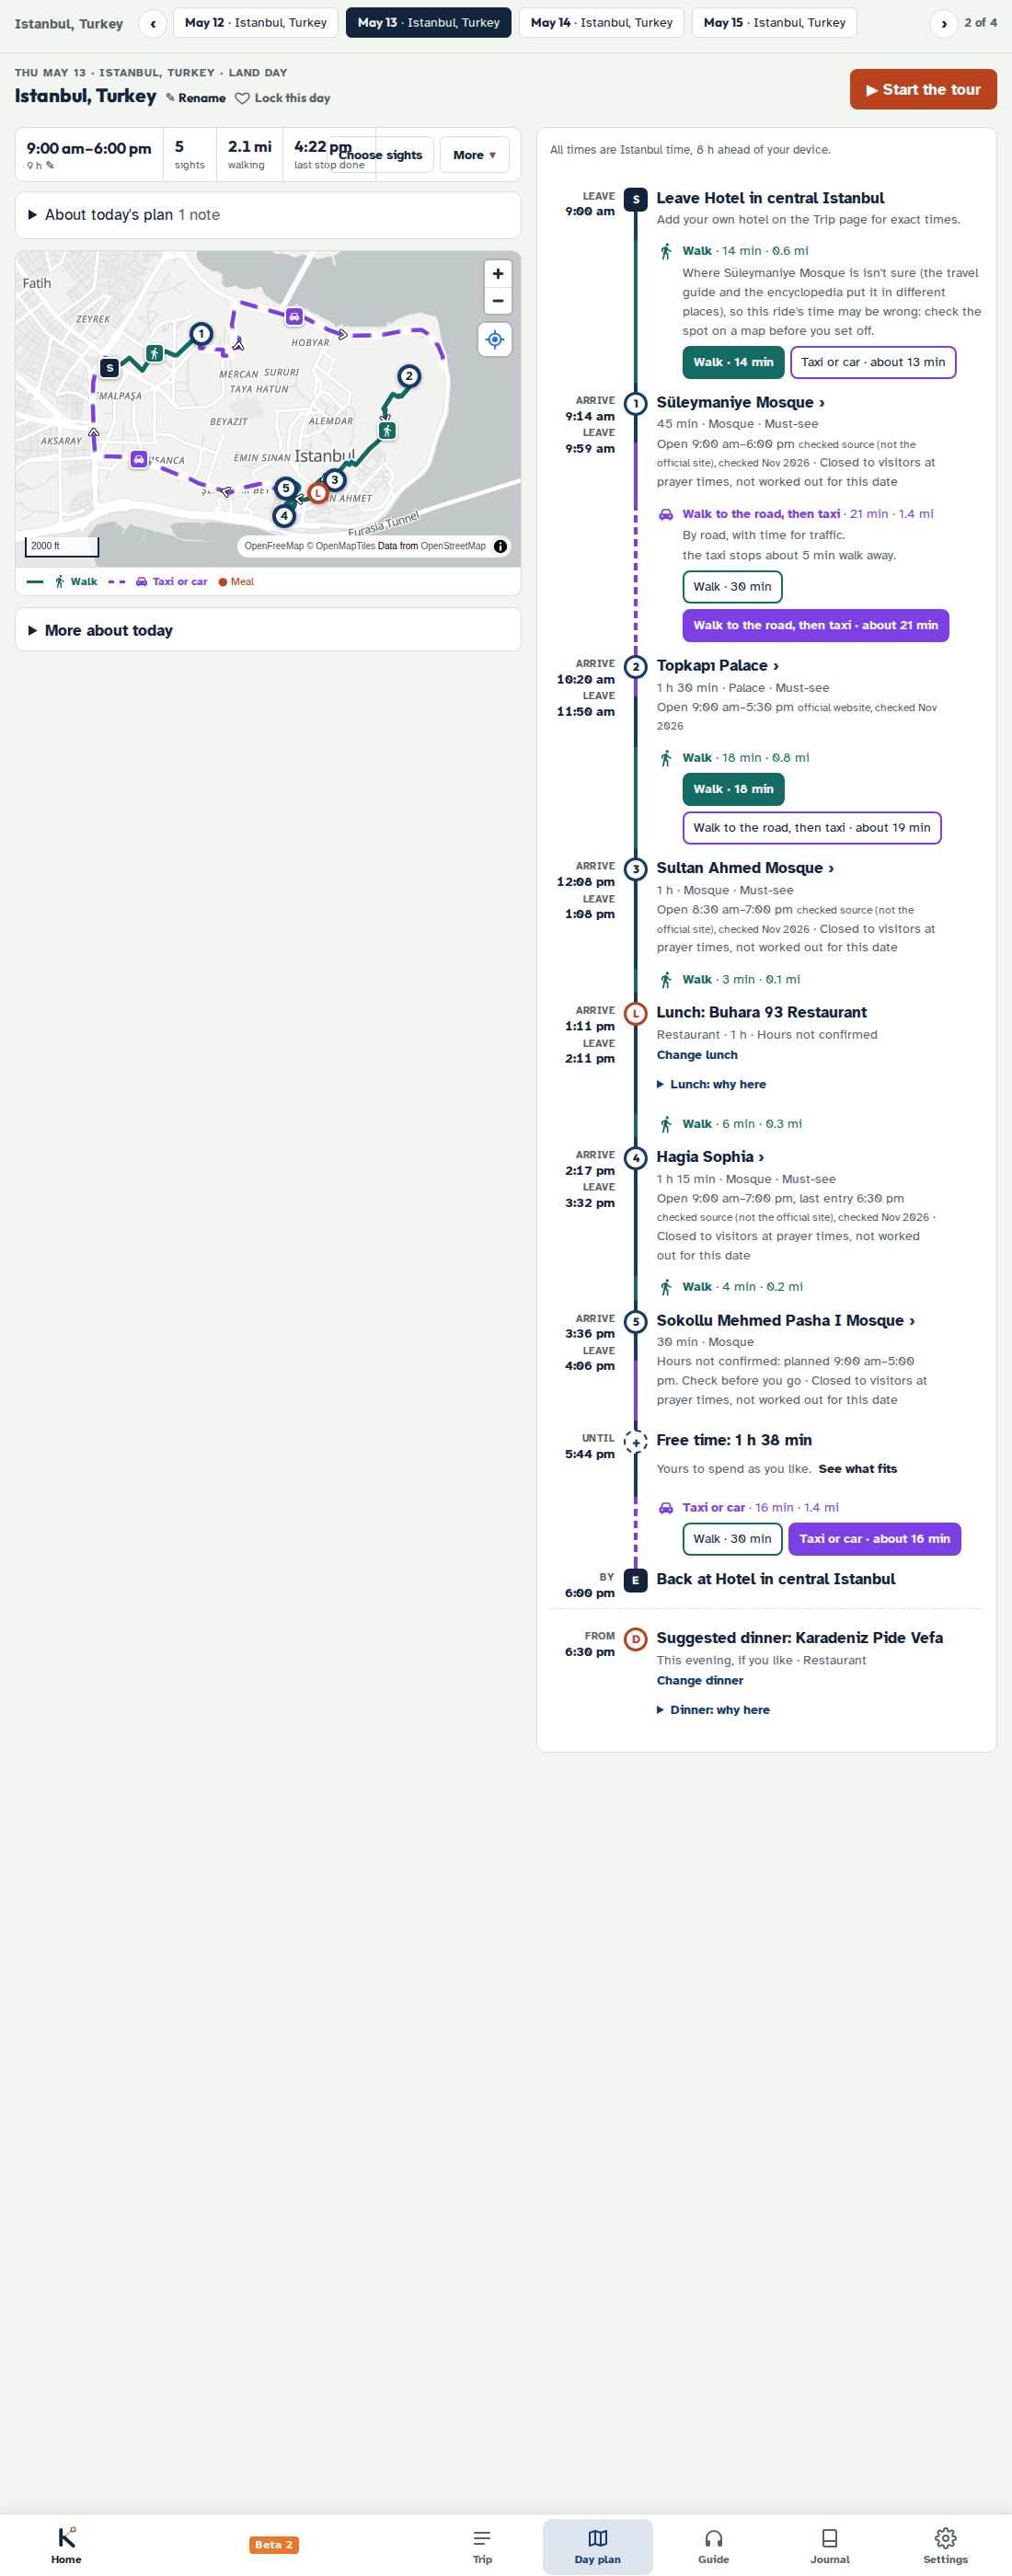 Istanbul, Turkey
‹
May 12 · Istanbul, Turkey
May 13 · Istanbul, Turkey
May 14 · Istanbul, Turkey
May 15 · Istanbul, Turkey
›
2 of 4
THU MAY 13 · ISTANBUL, TURKEY · LAND DAY
Istanbul, Turkey
✎ Rename
Lock this day
▶ Start the tour
9:00 am–6:00 pm
9 h ✎
5
sights
2.1 mi
walking
4:22 pm
last stop done
Choose sights
More ▾
▶ About today's plan 1 note
Fatih
ZEYREK
HOBYAR
MERCAN
SURURI
TAYA HATUN
BEYAZIT
ALEMDAR
AKSARAY
EMIN SINAN
Istanbul
Eurasia Tunnel
S
1
2
3
L
5
4
+
−
2000 ft
OpenFreeMap © OpenMapTiles Data from OpenStreetMap
Walk
Taxi or car
Meal
▶ More about today
All times are Istanbul time, 8 h ahead of your device.
LEAVE
9:00 am
S
Leave Hotel in central Istanbul
Add your own hotel on the Trip page for exact times.
Walk · 14 min · 0.6 mi
Where Süleymaniye Mosque is isn't sure (the travel
guide and the encyclopedia put it in different
places), so this ride's time may be wrong: check the
spot on a map before you set off.
Walk · 14 min
Taxi or car · about 13 min
ARRIVE
9:14 am
LEAVE
9:59 am
1
Süleymaniye Mosque ›
45 min · Mosque · Must-see
Open 9:00 am–6:00 pm checked source (not the
official site), checked Nov 2026 · Closed to visitors at
prayer times, not worked out for this date
Walk to the road, then taxi · 21 min · 1.4 mi
By road, with time for traffic.
the taxi stops about 5 min walk away.
Walk · 30 min
Walk to the road, then taxi · about 21 min
ARRIVE
10:20 am
LEAVE
11:50 am
2
Topkapı Palace ›
1 h 30 min · Palace · Must-see
Open 9:00 am–5:30 pm official website, checked Nov
2026
Walk · 18 min · 0.8 mi
Walk · 18 min
Walk to the road, then taxi · about 19 min
ARRIVE
12:08 pm
LEAVE
1:08 pm
3
Sultan Ahmed Mosque ›
1 h · Mosque · Must-see
Open 8:30 am–7:00 pm checked source (not the
official site), checked Nov 2026 · Closed to visitors at
prayer times, not worked out for this date
Walk · 3 min · 0.1 mi
ARRIVE
1:11 pm
LEAVE
2:11 pm
L
Lunch: Buhara 93 Restaurant
Restaurant · 1 h · Hours not confirmed
Change lunch
▶ Lunch: why here
Walk · 6 min · 0.3 mi
ARRIVE
2:17 pm
LEAVE
3:32 pm
4
Hagia Sophia ›
1 h 15 min · Mosque · Must-see
Open 9:00 am–7:00 pm, last entry 6:30 pm
checked source (not the official site), checked Nov 2026 ·
Closed to visitors at prayer times, not worked
out for this date
Walk · 4 min · 0.2 mi
ARRIVE
3:36 pm
LEAVE
4:06 pm
5
Sokollu Mehmed Pasha I Mosque ›
30 min · Mosque
Hours not confirmed: planned 9:00 am–5:00
pm. Check before you go · Closed to visitors at
prayer times, not worked out for this date
UNTIL
5:44 pm
+
Free time: 1 h 38 min
Yours to spend as you like. See what fits
Taxi or car · 16 min · 1.4 mi
Walk · 30 min
Taxi or car · about 16 min
BY
6:00 pm
E
Back at Hotel in central Istanbul
FROM
6:30 pm
D
Suggested dinner: Karadeniz Pide Vefa
This evening, if you like · Restaurant
Change dinner
▶ Dinner: why here
Home
Beta 2
Trip
Day plan
Guide
Journal
Settings